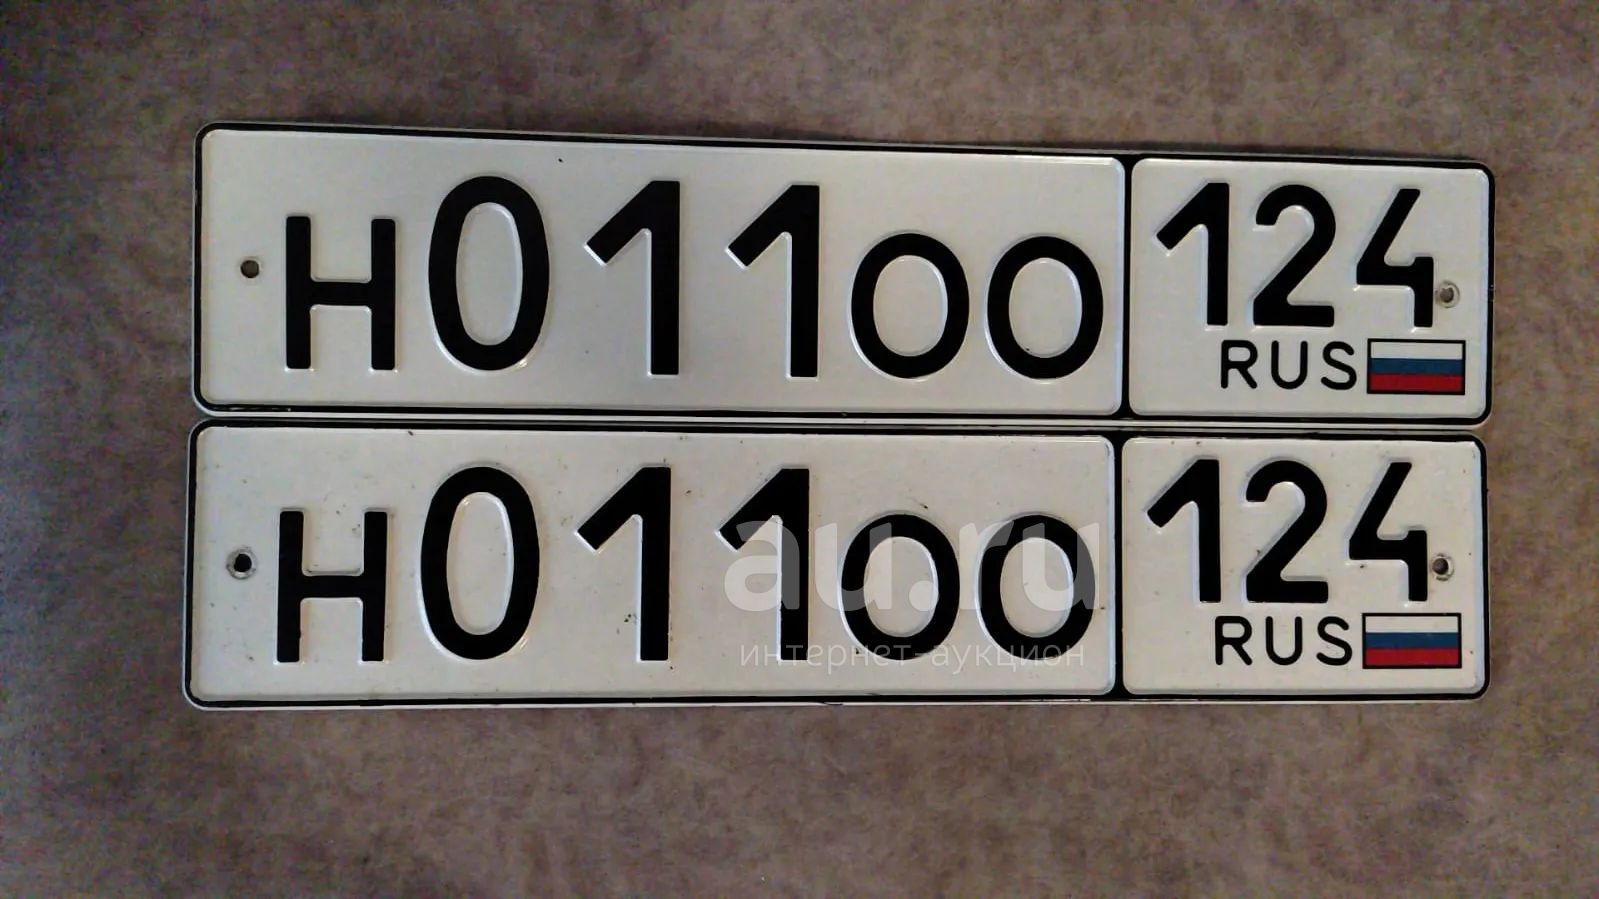 Н011ОО 124
RUS
Н011ОО 124
RUS
au.ru
интернет-аукцион